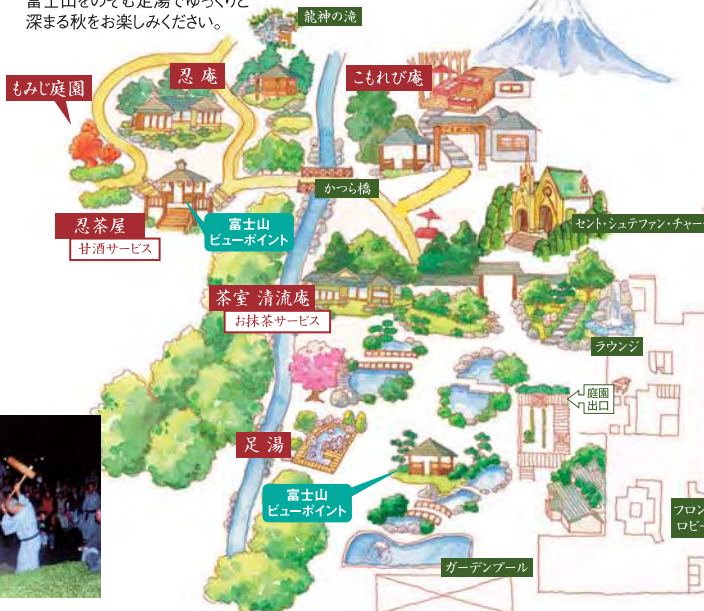 富士山をのぞむ足湯でゆっくりと
深まる秋をお楽しみください。
龍神の滝
もみじ庭園
忍庵
こもれび庵
かつら橋
忍茶屋
甘酒サービス
富士山
ビューポイント
セント・シュテファン・チャー
茶室 清流庵
お抹茶サービス
ラウンジ
庭園
出口
足湯
富士山
ビューポイント
フロン
ロビー
ガーデンプール